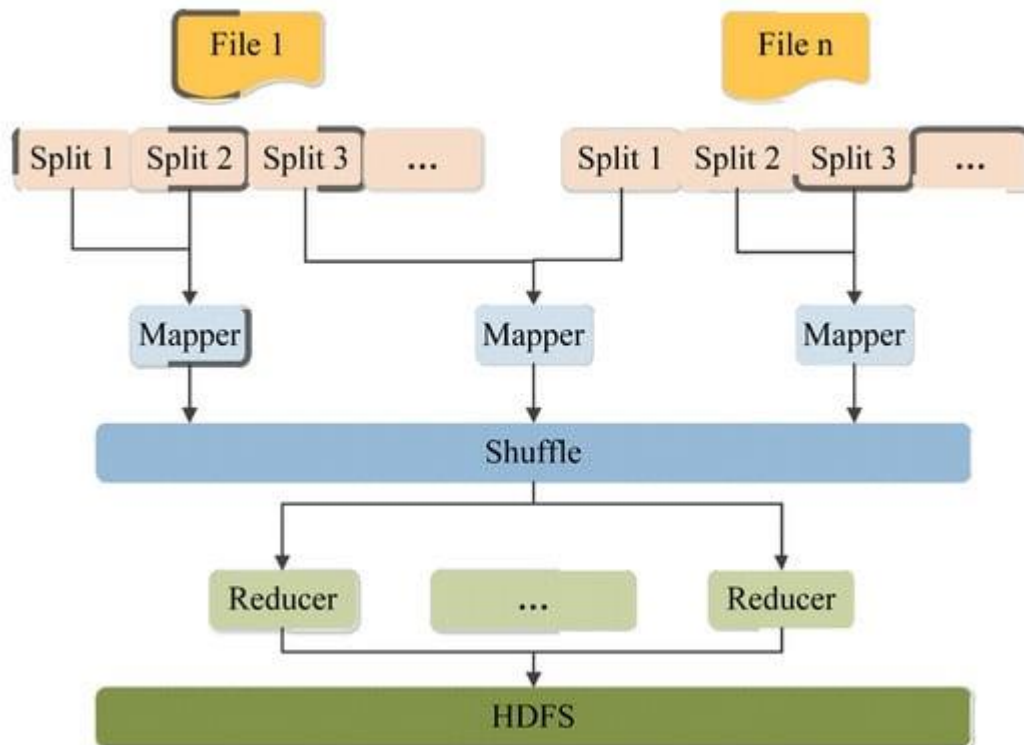 File 1
File n
Split 1 Split 2 Split 3 ...
Split 1 Split 2 Split 3 ...
Mapper
Mapper
Mapper
Shuffle
Reducer
...
Reducer
HDFS